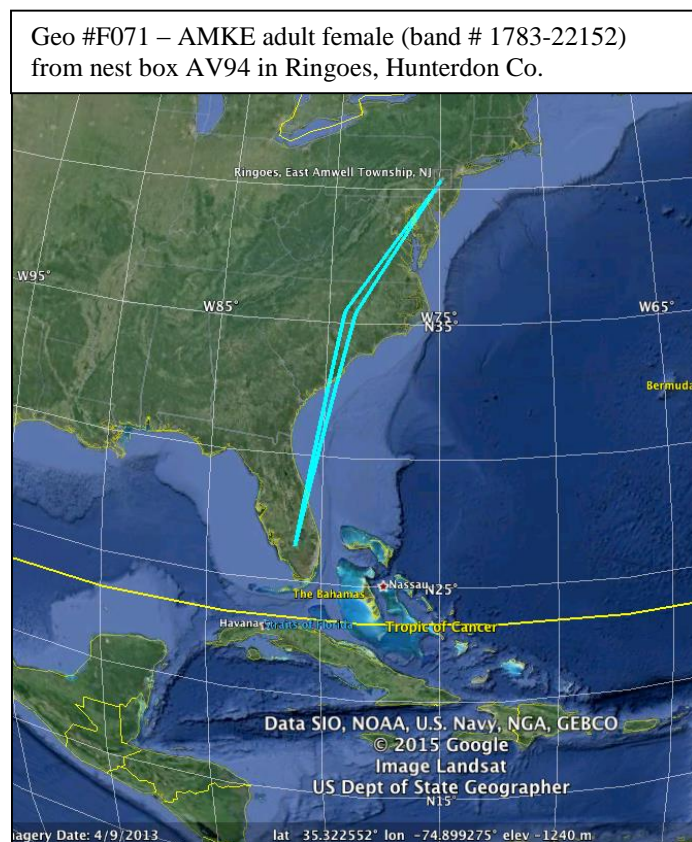 Geo #F071 – AMKE adult female (band # 1783-22152)
from nest box AV94 in Ringoes, Hunterdon Co.
Ringoes, East Amwell Township, NJ
W95°
W85°
W75°
N35°
W65°
Bermuda
Nassau
N25°
The Bahamas
Havana
Tropic of Cancer
Data SIO, NOAA, U.S. Navy, NGA, GEBCO
© 2015 Google
Image Landsat
US Dept of State Geographer
N15°
agery Date: 4/9/2013 lat 35.322552° lon -74.899275° elev -1240 m